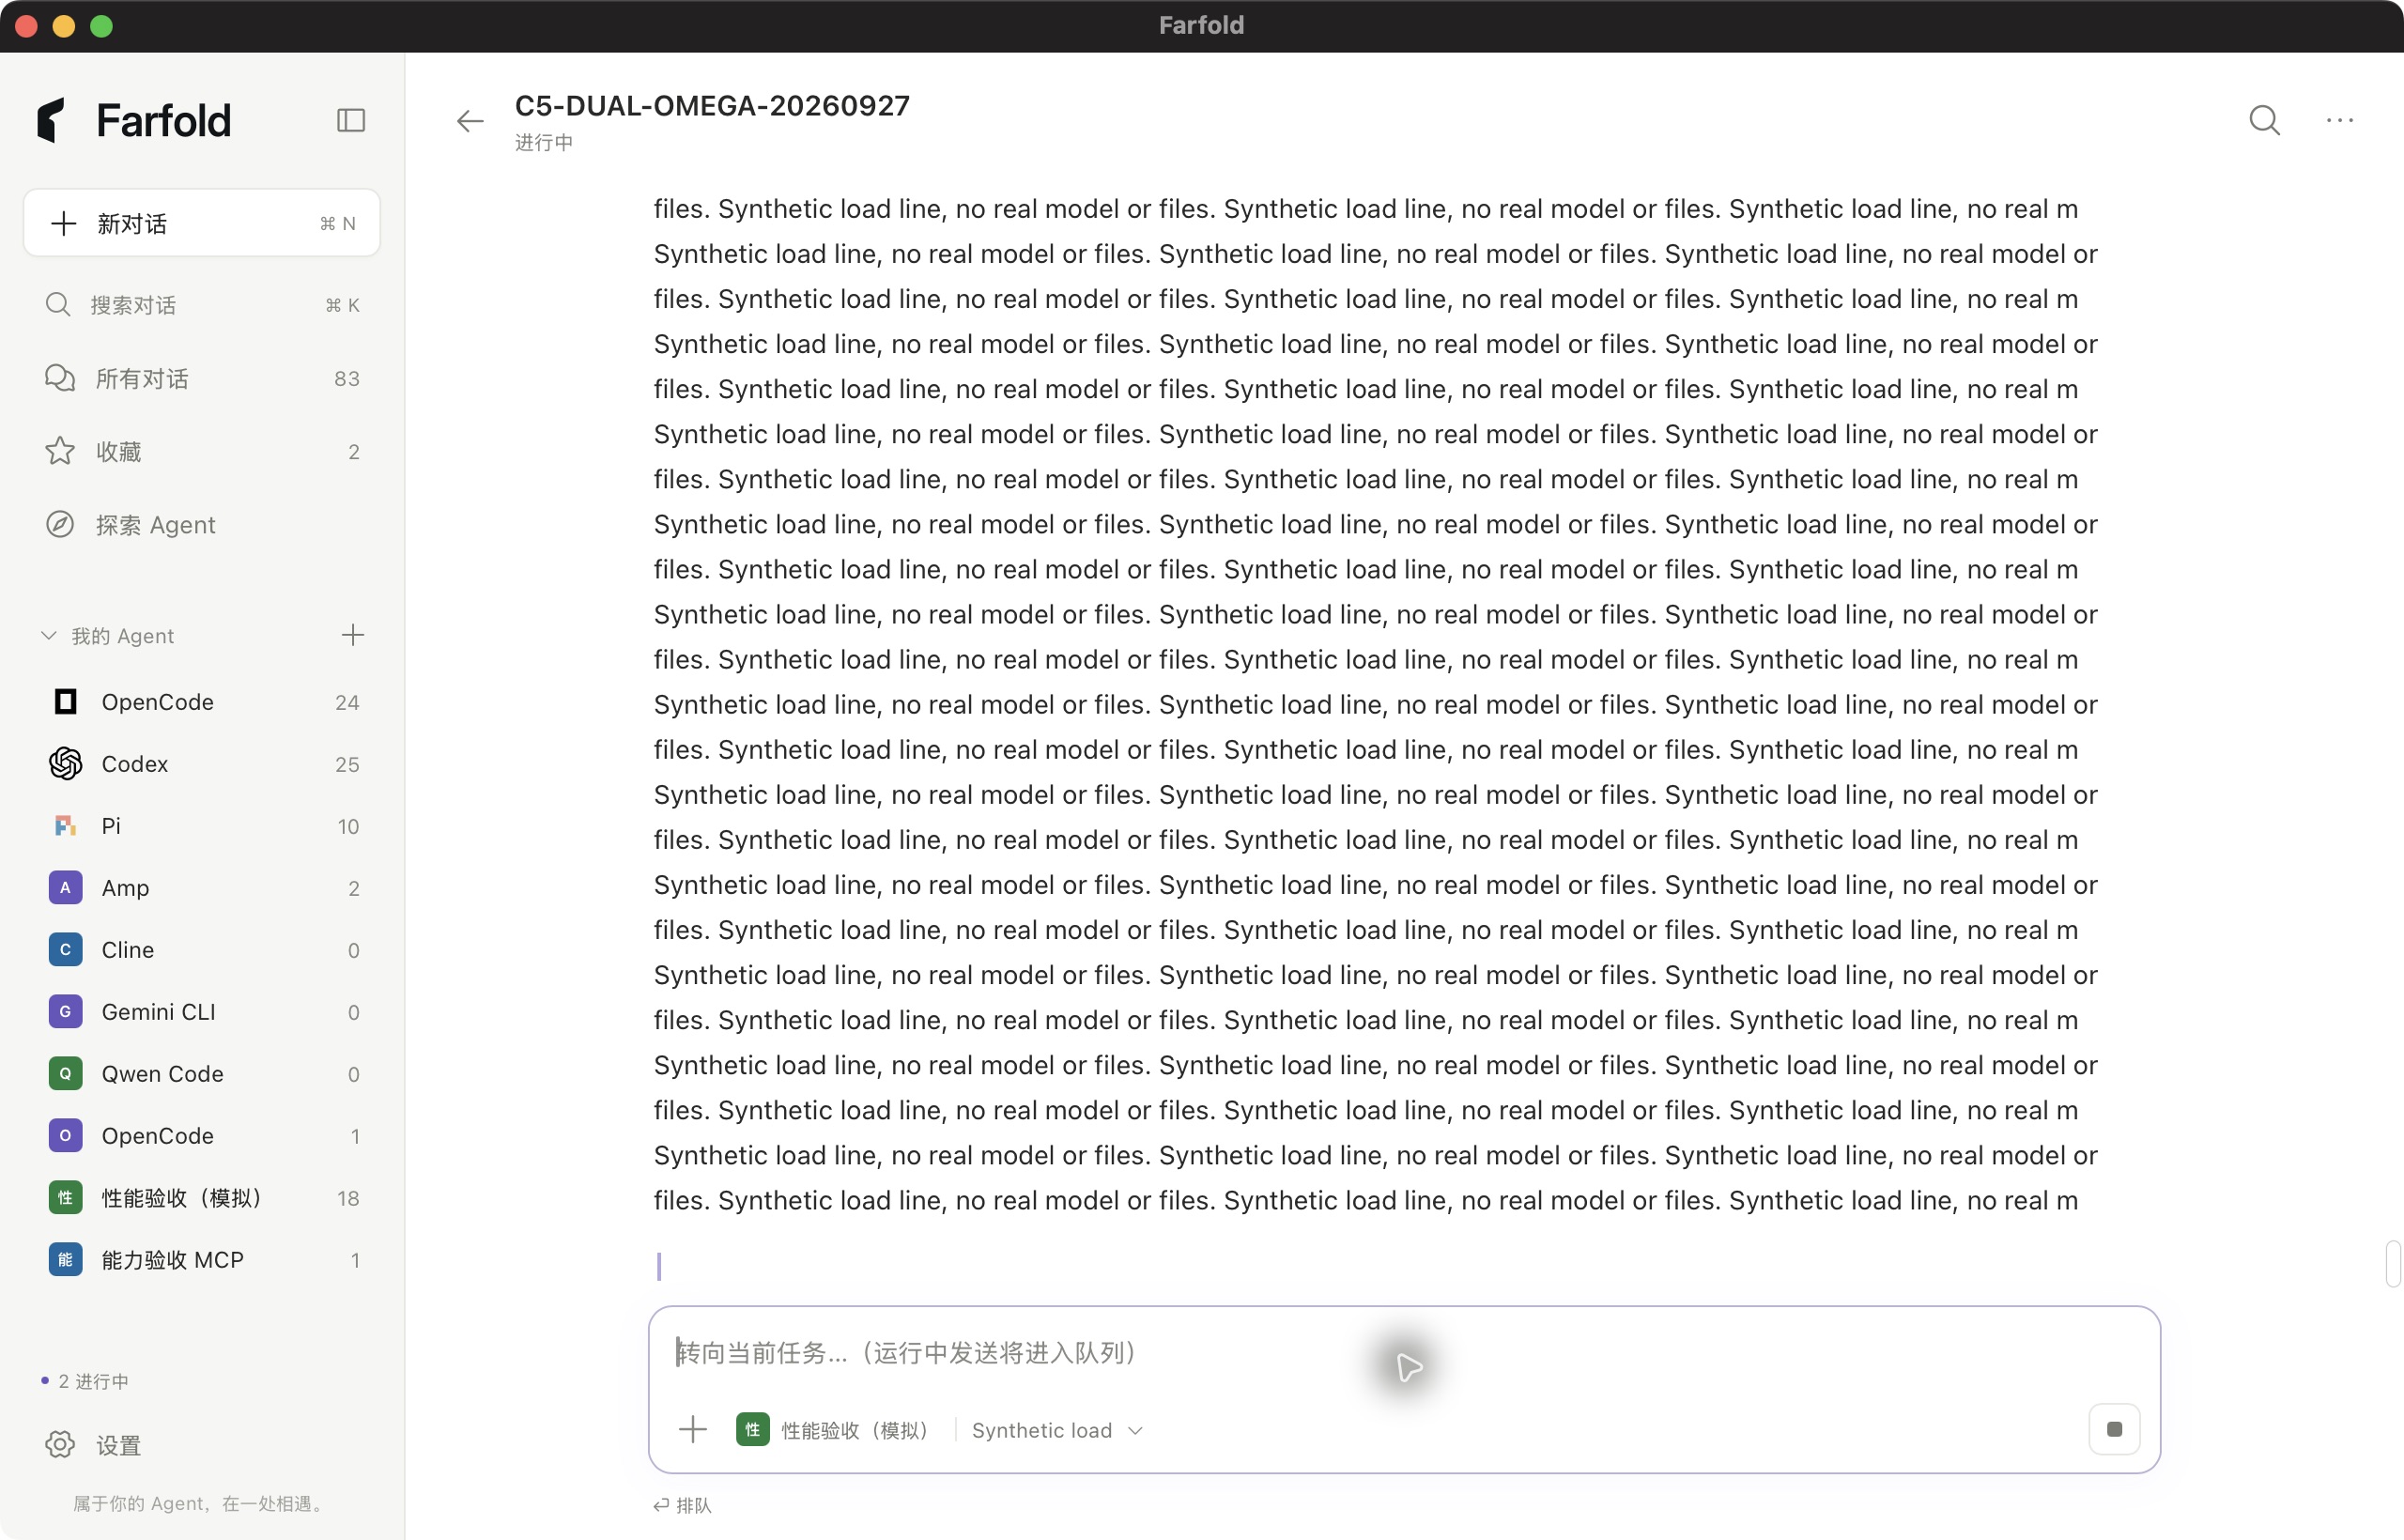 Farfold
Farfold
新对话
⌘ N
搜索对话
⌘ K
所有对话
83
收藏
2
探索 Agent
我的 Agent
OpenCode
24
Codex
25
Pi
10
A
Amp
2
C
Cline
0
G
Gemini CLI
0
Q
Qwen Code
0
O
OpenCode
1
性
性能验收（模拟）
18
能
能力验收 MCP
1
2 进行中
设置
属于你的 Agent，在一处相遇。
C5-DUAL-OMEGA-20260927
进行中
files. Synthetic load line, no real model or files. Synthetic load line, no real model or files. Synthetic load line, no real m
Synthetic load line, no real model or files. Synthetic load line, no real model or files. Synthetic load line, no real model or
files. Synthetic load line, no real model or files. Synthetic load line, no real model or files. Synthetic load line, no real m
Synthetic load line, no real model or files. Synthetic load line, no real model or files. Synthetic load line, no real model or
files. Synthetic load line, no real model or files. Synthetic load line, no real model or files. Synthetic load line, no real m
Synthetic load line, no real model or files. Synthetic load line, no real model or files. Synthetic load line, no real model or
files. Synthetic load line, no real model or files. Synthetic load line, no real model or files. Synthetic load line, no real m
Synthetic load line, no real model or files. Synthetic load line, no real model or files. Synthetic load line, no real model or
files. Synthetic load line, no real model or files. Synthetic load line, no real model or files. Synthetic load line, no real m
Synthetic load line, no real model or files. Synthetic load line, no real model or files. Synthetic load line, no real model or
files. Synthetic load line, no real model or files. Synthetic load line, no real model or files. Synthetic load line, no real m
Synthetic load line, no real model or files. Synthetic load line, no real model or files. Synthetic load line, no real model or
files. Synthetic load line, no real model or files. Synthetic load line, no real model or files. Synthetic load line, no real m
Synthetic load line, no real model or files. Synthetic load line, no real model or files. Synthetic load line, no real model or
files. Synthetic load line, no real model or files. Synthetic load line, no real model or files. Synthetic load line, no real m
Synthetic load line, no real model or files. Synthetic load line, no real model or files. Synthetic load line, no real model or
files. Synthetic load line, no real model or files. Synthetic load line, no real model or files. Synthetic load line, no real m
Synthetic load line, no real model or files. Synthetic load line, no real model or files. Synthetic load line, no real model or
files. Synthetic load line, no real model or files. Synthetic load line, no real model or files. Synthetic load line, no real m
Synthetic load line, no real model or files. Synthetic load line, no real model or files. Synthetic load line, no real model or
files. Synthetic load line, no real model or files. Synthetic load line, no real model or files. Synthetic load line, no real m
Synthetic load line, no real model or files. Synthetic load line, no real model or files. Synthetic load line, no real model or
files. Synthetic load line, no real model or files. Synthetic load line, no real model or files. Synthetic load line, no real m
转向当前任务...（运行中发送将进入队列）
性
性能验收（模拟）
Synthetic load
排队